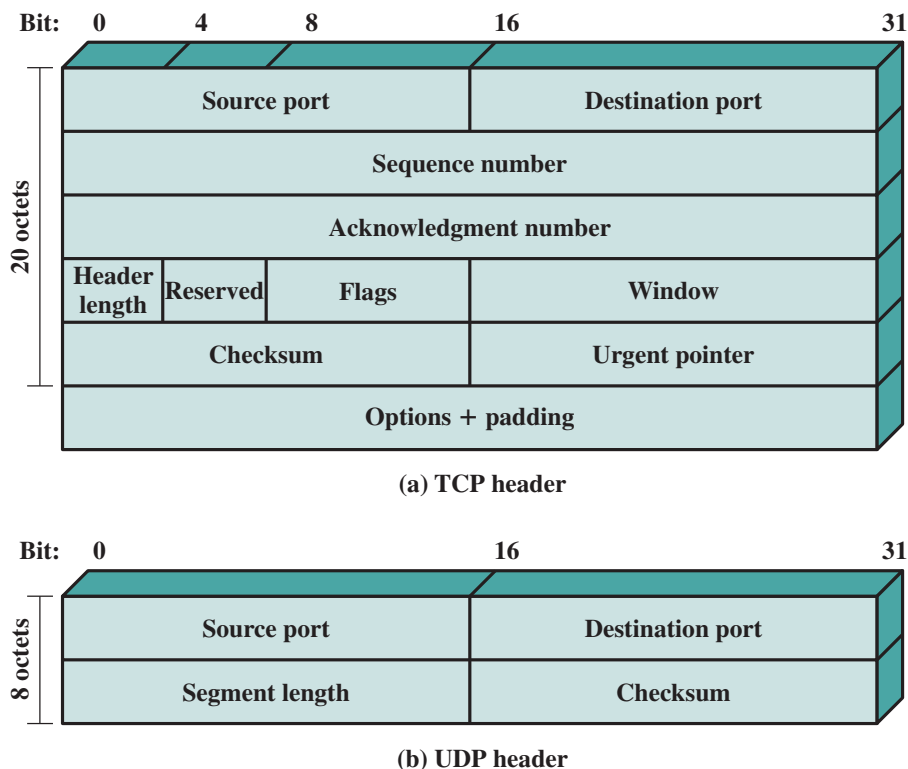 Bit: 0 4 8 16 31
20 octets
Source port Destination port
Sequence number
Acknowledgment number
Header length Reserved Flags Window
Checksum Urgent pointer
Options + padding
(a) TCP header
Bit: 0 16 31
8 octets
Source port Destination port
Segment length Checksum
(b) UDP header